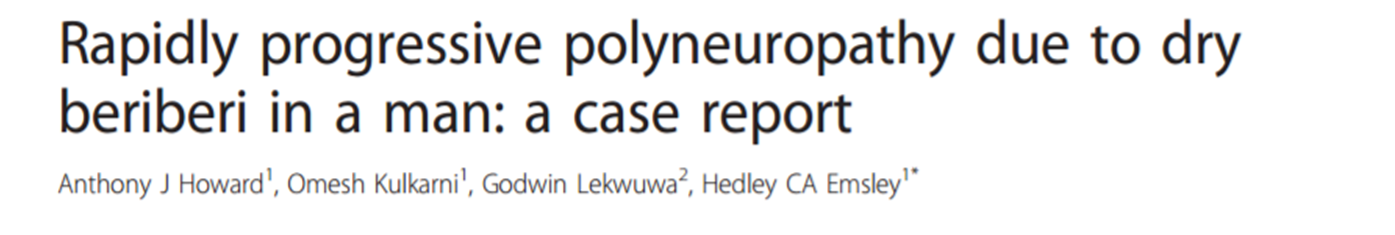 Rapidly progressive polyneuropathy due to dry
beriberi in a man: a case report
Anthony J Howard¹, Omesh Kulkarni¹, Godwin Lekwuwa², Hedley CA Emsley¹*